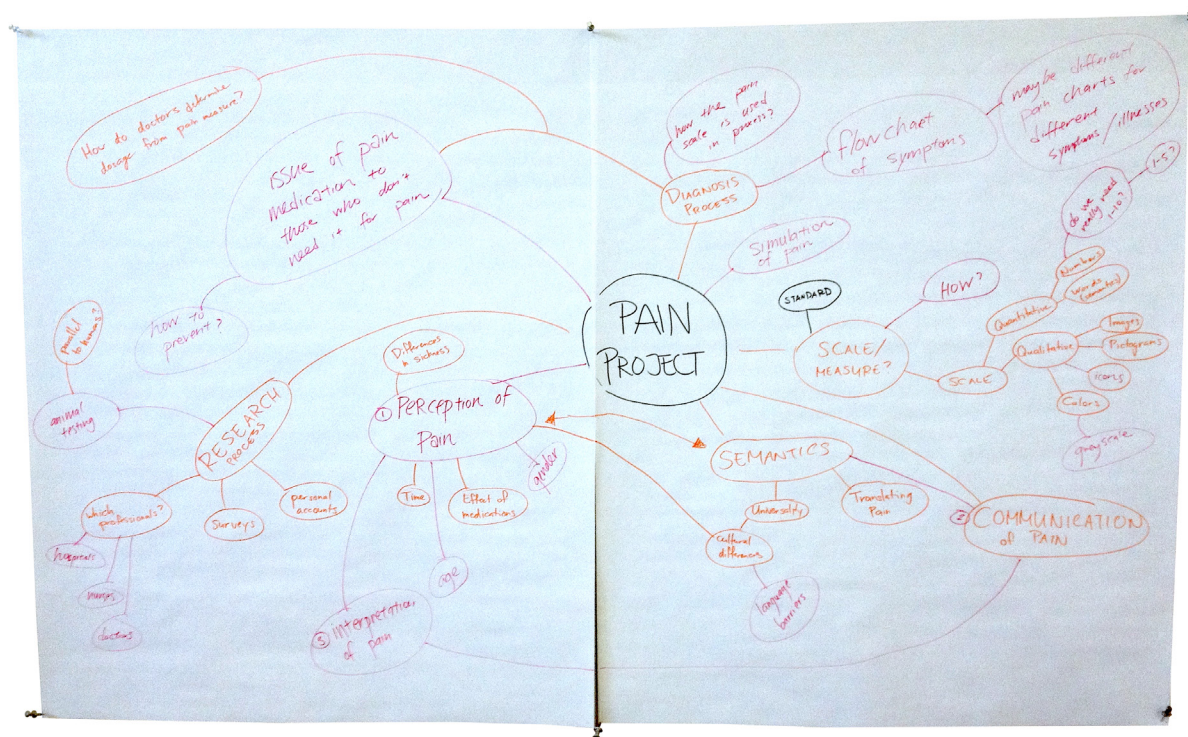 How do doctors determine
dosage from pain measure?
issue of pain
medication to
those who don't
need it for pain
how to
prevent?
parallel
to humans?
animal
testing
RESEARCH
PROCESS
which
professionals?
hospitals
nurses
doctors
Surveys
personal
accounts
Differences
in sickness
① PERCEPTION OF
Pain
Time
Effect of
medications
gender
age
③ interpretation
of pain
PAIN
PROJECT
how the pain
scale is used
in process?
DIAGNOSIS
PROCESS
flowchart
of symptoms
maybe different
pain charts for
different
symptoms/illnesses
simulation
of pain
STANDARD
SCALE/
MEASURE?
HOW?
SCALE
Quantitative
Numbers
words
(semantics)
do we
really need
1-10?
1-5?
Qualitative
Images
Pictograms
icons
Colors
greyscale
SEMANTICS
Universality
Translating
Pain
cultural
differences
language
barriers
② COMMUNICATION
of PAIN